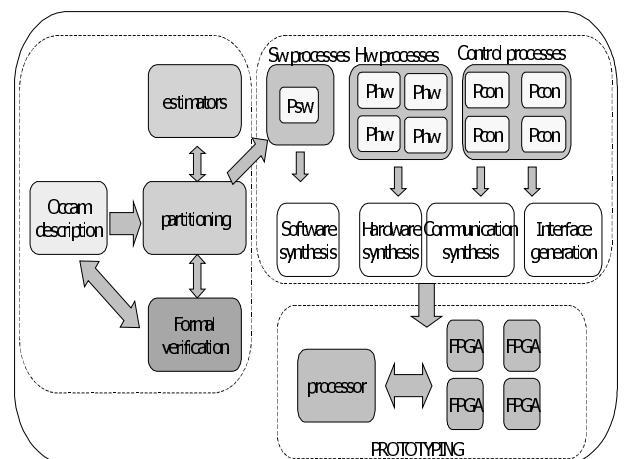 Sw processes
Hw processes
Control processes
estimators
Psw
Phw
Phw
Pcon
Pcon
Phw
Phw
Pcon
Pcon
Occam
description
partitioning
Software
synthesis
Hardware
synthesis
Communication
synthesis
Interface
generation
Formal
verification
processor
FPGA
FPGA
FPGA
FPGA
PROTOTYPING